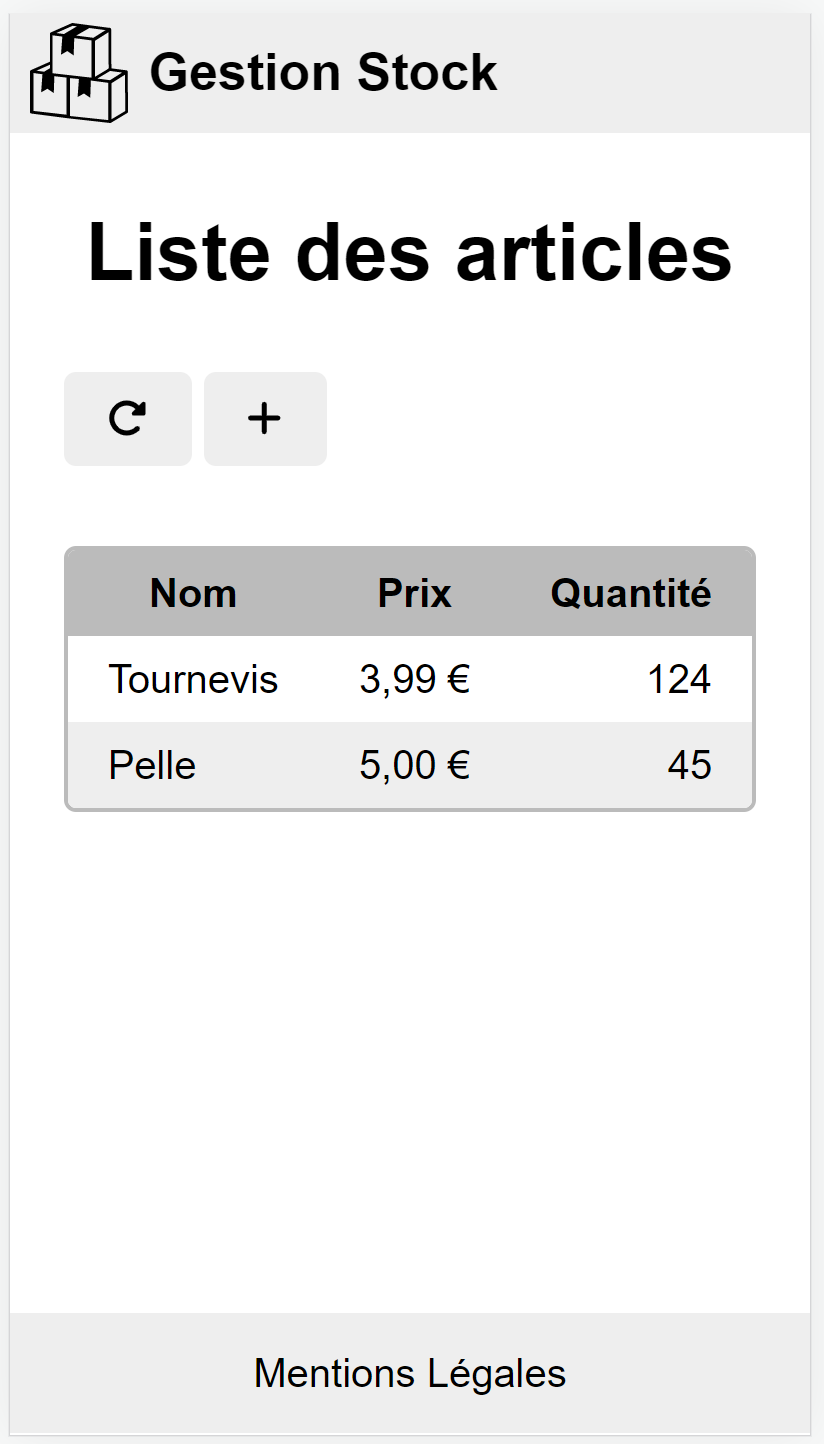 Gestion Stock
Liste des articles
Nom Prix Quantité
Tournevis 3,99 € 124
Pelle 5,00 € 45
Mentions Légales